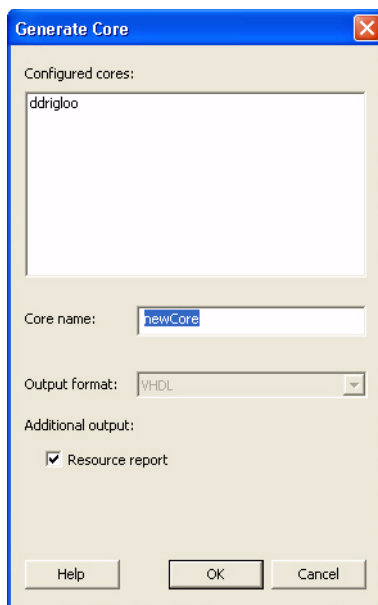 Generate Core
Configured cores:
ddrigloo
Core name: newCore
Output format: VHDL
Additional output:
Resource report
Help OK Cancel